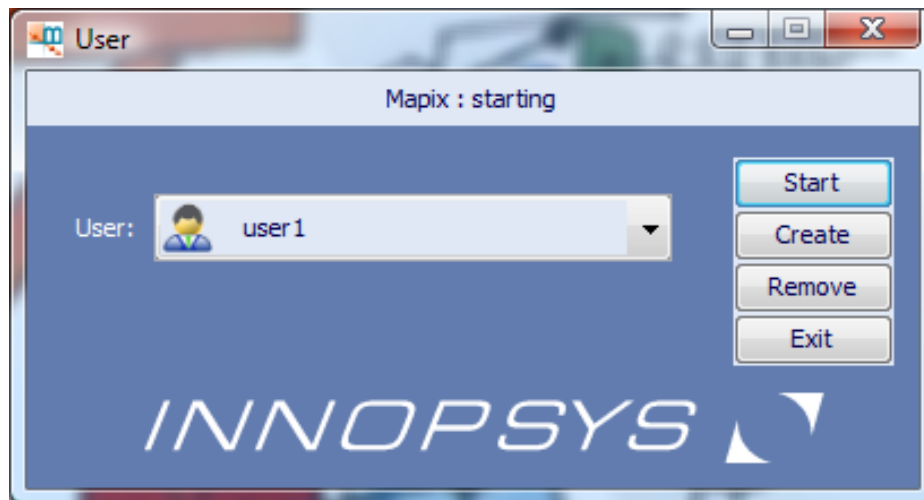 User
Mapix : starting
User:
user1
Start
Create
Remove
Exit
INNOPSYS